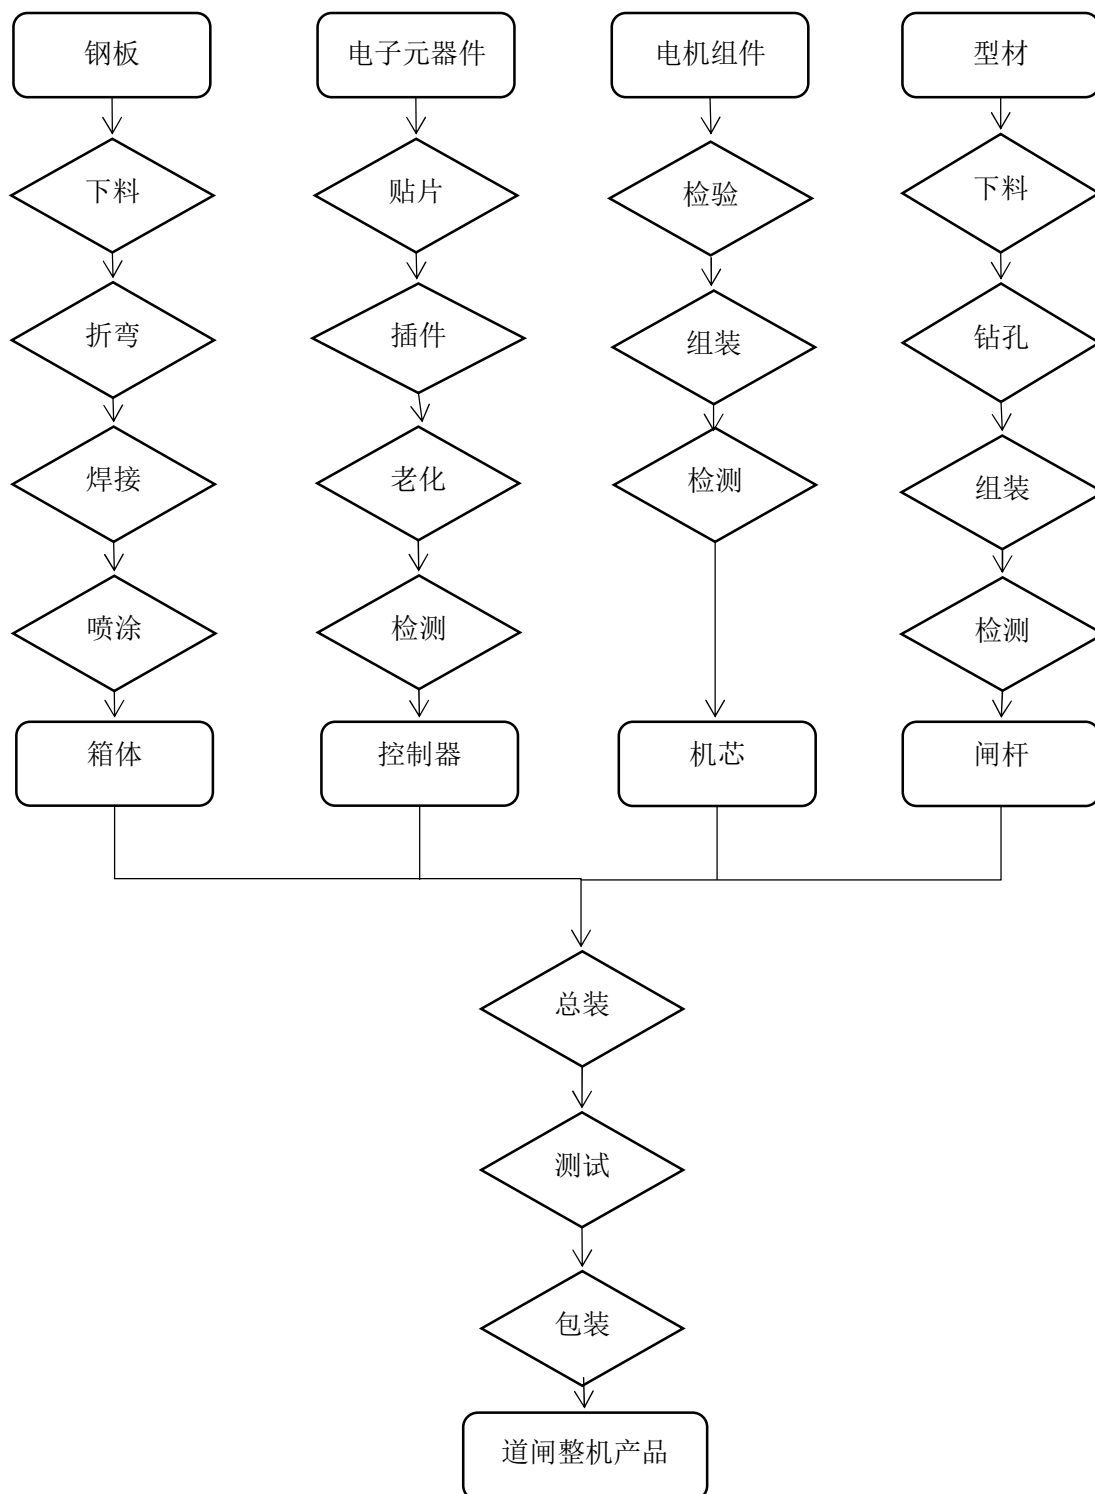 钢板
电子元器件
电机组件
型材
下料
贴片
检验
下料
折弯
插件
组装
钻孔
焊接
老化
检测
组装
喷涂
检测
检测
箱体
控制器
机芯
闸杆
总装
测试
包装
道闸整机产品